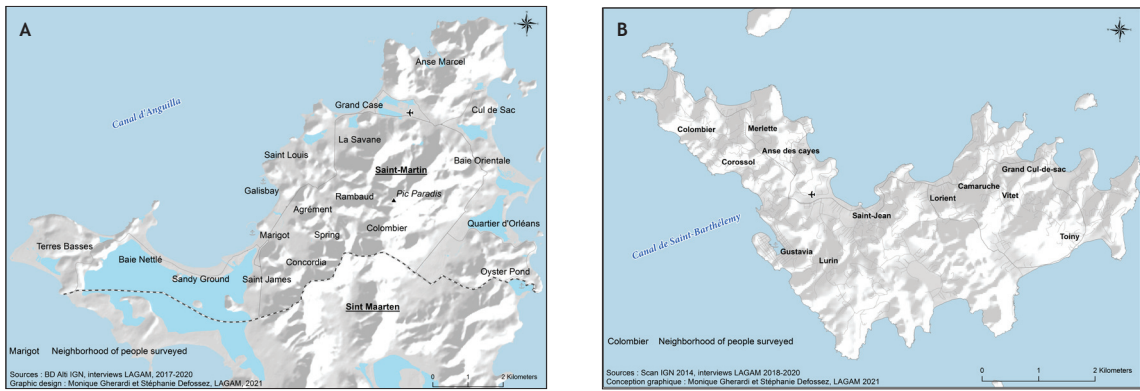 A
Anse Marcel
Canal d'Anguilla
Grand Case
Cul de Sac
La Savane
Saint Louis
Saint-Martin
Baie Orientale
Galisbay
Rambaud
Pic Paradis
Agrément
Marigot
Spring
Colombier
Quartier d'Orléans
Terres Basses
Baie Nettlé
Concordia
Sandy Ground
Saint James
Oyster Pond
Sint Maarten
Marigot Neighborhood of people surveyed
Sources : BD Alti IGN, interviews LAGAM, 2017-2020
Graphic design : Monique Gherardi et Stéphanie Defossez, LAGAM, 2021
0 1 2 Kilometers
B
Colombier
Merlette
Anse des cayes
Corossol
Grand Cul-de-sac
Camaruche
Lorient
Vitet
Saint-Jean
Canal de Saint-Barthélemy
Toiny
Gustavia
Lurin
Colombier Neighborhood of people surveyed
Sources : Scan IGN 2014, interviews LAGAM 2018-2020
Conception graphique : Monique Gherardi et Stéphanie Defossez, LAGAM 2021
0 1 2 Kilometers